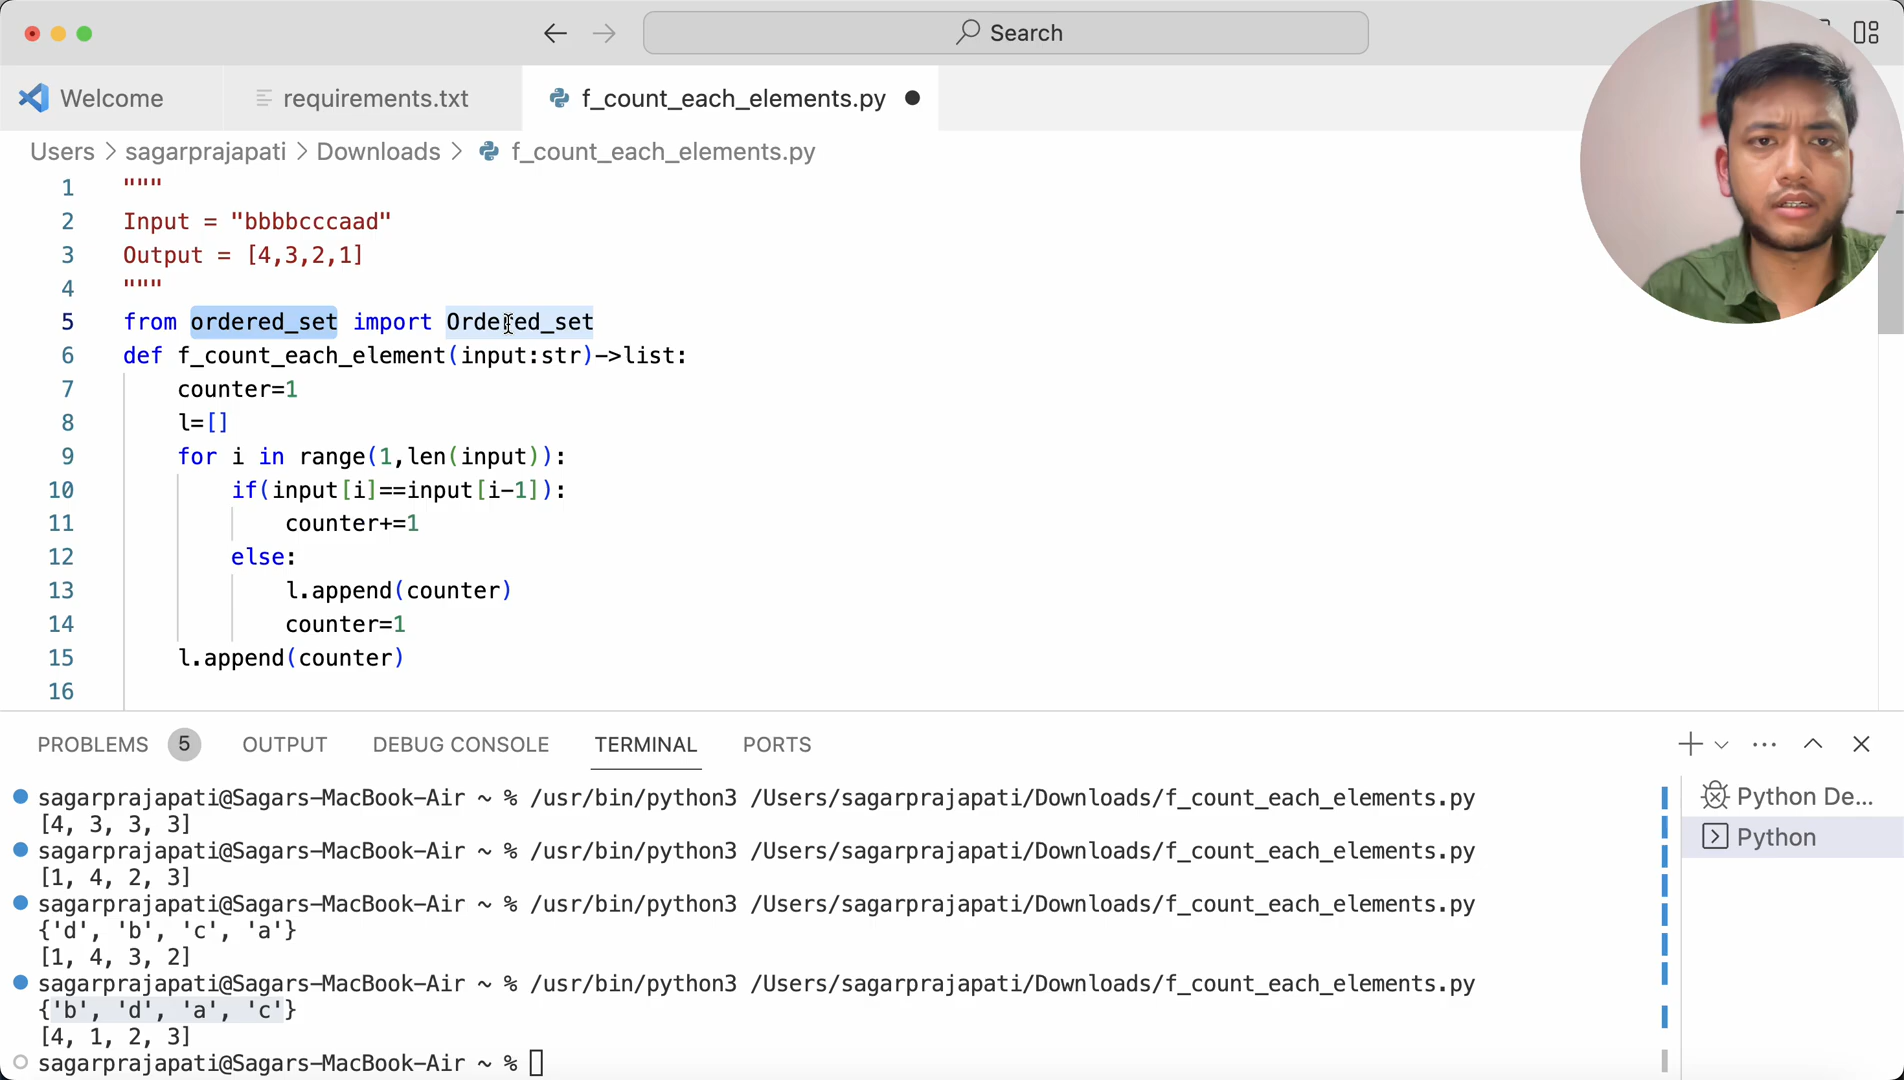 Search
Welcome
requirements.txt
f_count_each_elements.py
Users > sagarprajapati > Downloads > f_count_each_elements.py
1 """
2 Input = "bbbbcccaad"
3 Output = [4,3,2,1]
4 """
5 from ordered_set import Ordered_set
6 def f_count_each_element(input:str)->list:
7 counter=1
8 l=[]
9 for i in range(1,len(input)):
10 if(input[i]==input[i-1]):
11 counter+=1
12 else:
13 l.append(counter)
14 counter=1
15 l.append(counter)
16
PROBLEMS 5 OUTPUT DEBUG CONSOLE TERMINAL PORTS
sagarprajapati@Sagars-MacBook-Air ~ % /usr/bin/python3 /Users/sagarprajapati/Downloads/f_count_each_elements.py
[4, 3, 3, 3]
sagarprajapati@Sagars-MacBook-Air ~ % /usr/bin/python3 /Users/sagarprajapati/Downloads/f_count_each_elements.py
[1, 4, 2, 3]
sagarprajapati@Sagars-MacBook-Air ~ % /usr/bin/python3 /Users/sagarprajapati/Downloads/f_count_each_elements.py
{'d', 'b', 'c', 'a'}
[1, 4, 3, 2]
sagarprajapati@Sagars-MacBook-Air ~ % /usr/bin/python3 /Users/sagarprajapati/Downloads/f_count_each_elements.py
{'b', 'd', 'a', 'c'}
[4, 1, 2, 3]
sagarprajapati@Sagars-MacBook-Air ~ %
Python De...
Python